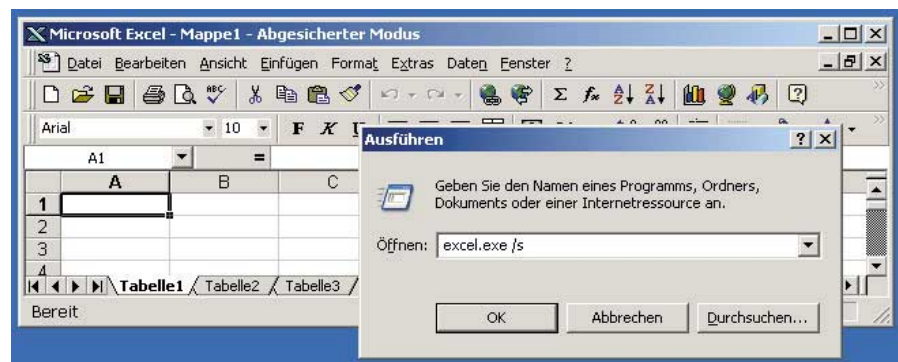 Microsoft Excel - Mappe1 - Abgesicherter Modus
Datei Bearbeiten Ansicht Einfügen Format Extras Daten Fenster ?
ABC Σ fx A Z Z A ?
Arial 10 F K U
Ausführen
A1 =
Geben Sie den Namen eines Programms, Ordners,
Dokuments oder einer Internetressource an.
A B C
1
2
3
4
Öffnen: excel.exe /s
Tabelle1 Tabelle2 Tabelle3
Bereit
OK Abbrechen Durchsuchen...